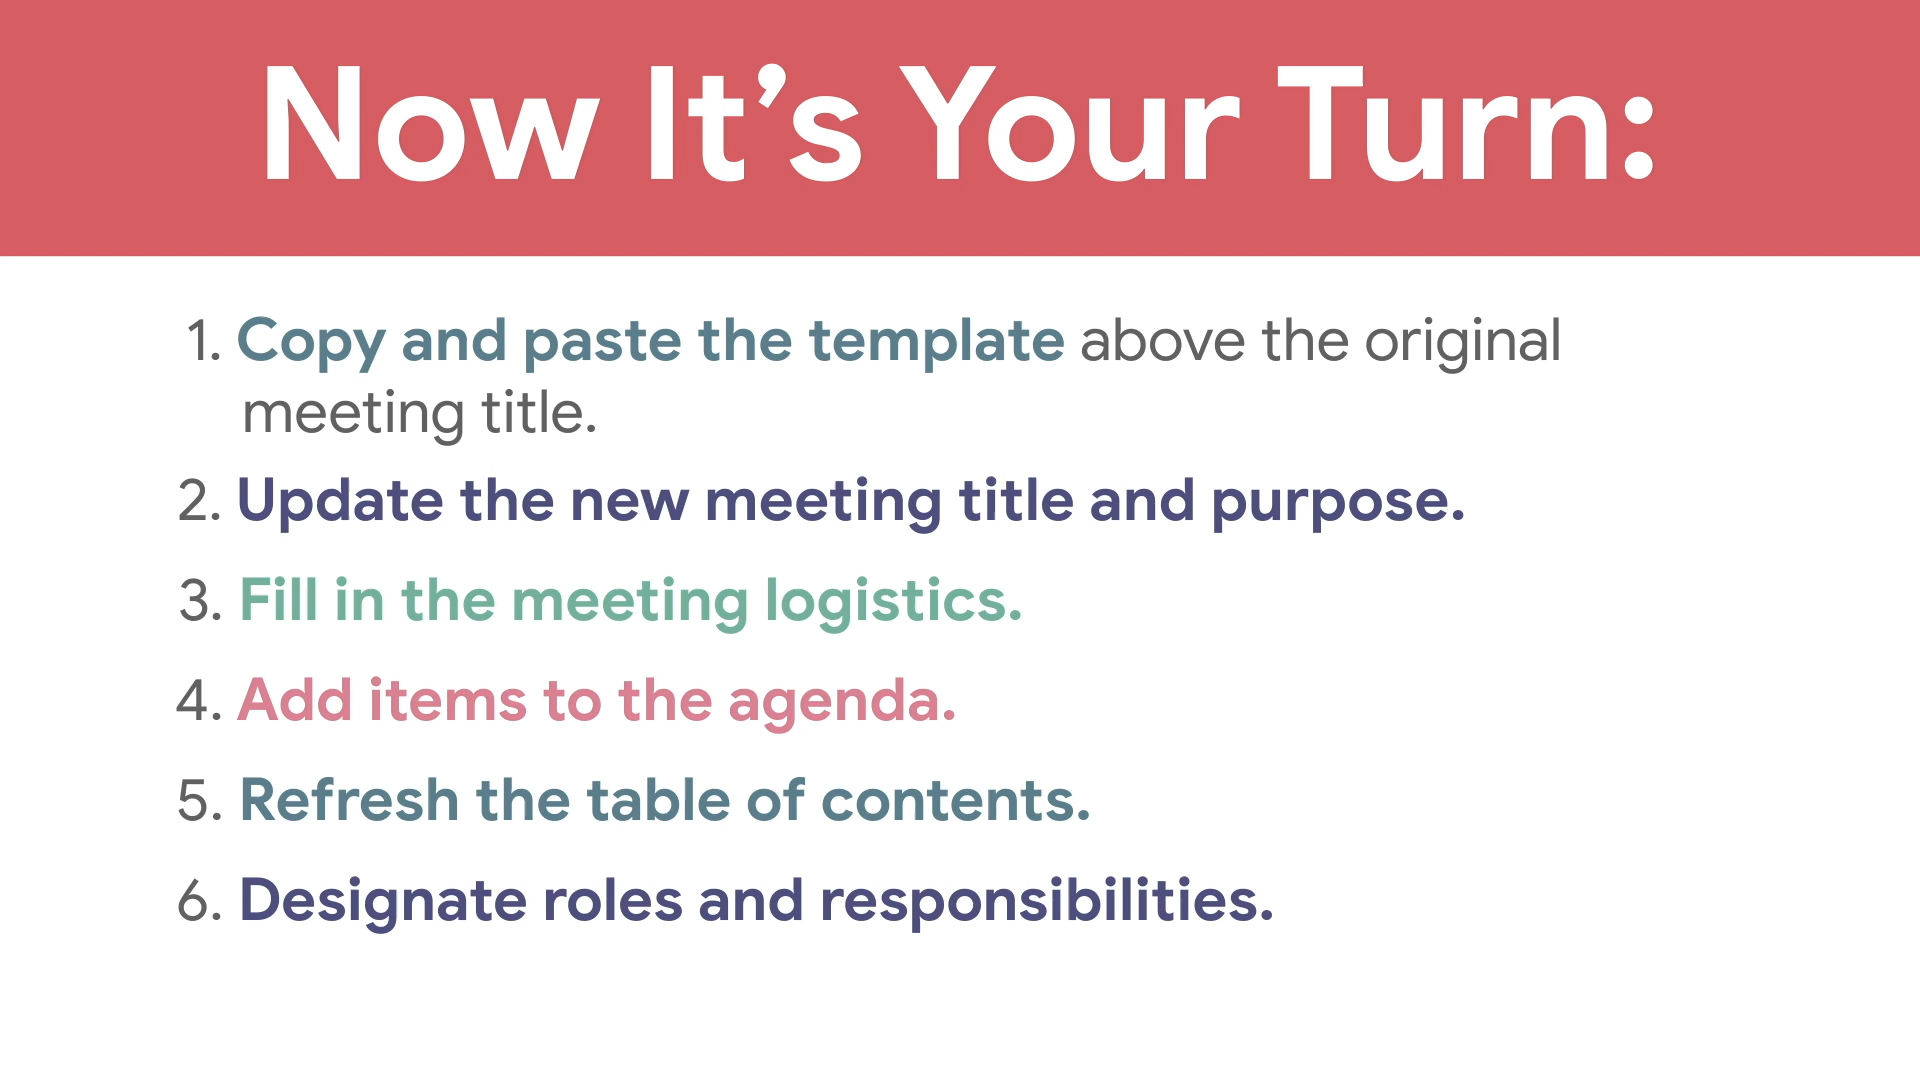 Now It’s Your Turn:
1. Copy and paste the template above the original
meeting title.
2. Update the new meeting title and purpose.
3. Fill in the meeting logistics.
4. Add items to the agenda.
5. Refresh the table of contents.
6. Designate roles and responsibilities.